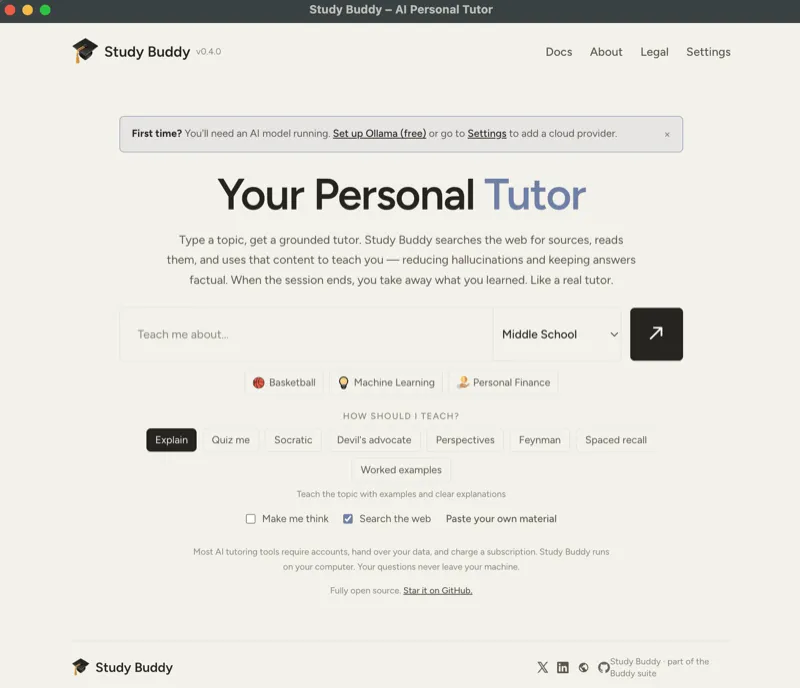 Study Buddy – AI Personal Tutor
Study Buddy v0.4.0
Docs About Legal Settings
First time? You'll need an AI model running. Set up Ollama (free) or go to Settings to add a cloud provider. ×
Your Personal Tutor
Type a topic, get a grounded tutor. Study Buddy searches the web for sources, reads
them, and uses that content to teach you — reducing hallucinations and keeping answers
factual. When the session ends, you take away what you learned. Like a real tutor.
Teach me about... Middle School
Basketball Machine Learning Personal Finance
HOW SHOULD I TEACH?
Explain Quiz me Socratic Devil's advocate Perspectives Feynman Spaced recall
Worked examples
Teach the topic with examples and clear explanations
Make me think Search the web Paste your own material
Most AI tutoring tools require accounts, hand over your data, and charge a subscription. Study Buddy runs
on your computer. Your questions never leave your machine.
Fully open source. Star it on GitHub.
Study Buddy
Study Buddy · part of the
Buddy suite